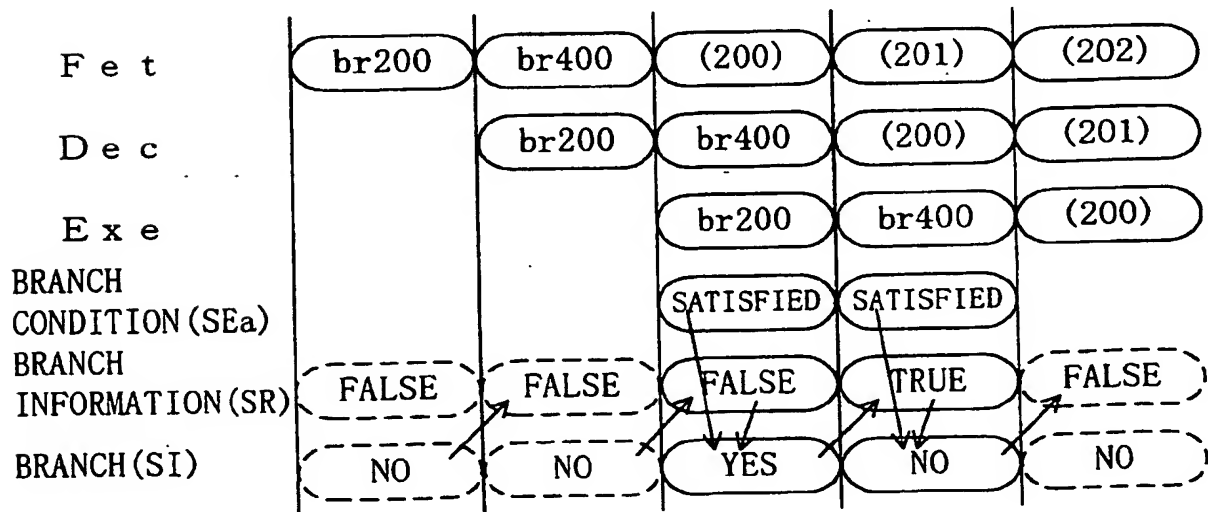 Fet br200 br400 (200) (201) (202)
Dec br200 br400 (200) (201)
Exe br200 br400 (200)
BRANCH
CONDITION(SEa) SATISFIED SATISFIED
BRANCH
INFORMATION(SR) FALSE FALSE FALSE TRUE FALSE
BRANCH(SI) NO NO YES NO NO